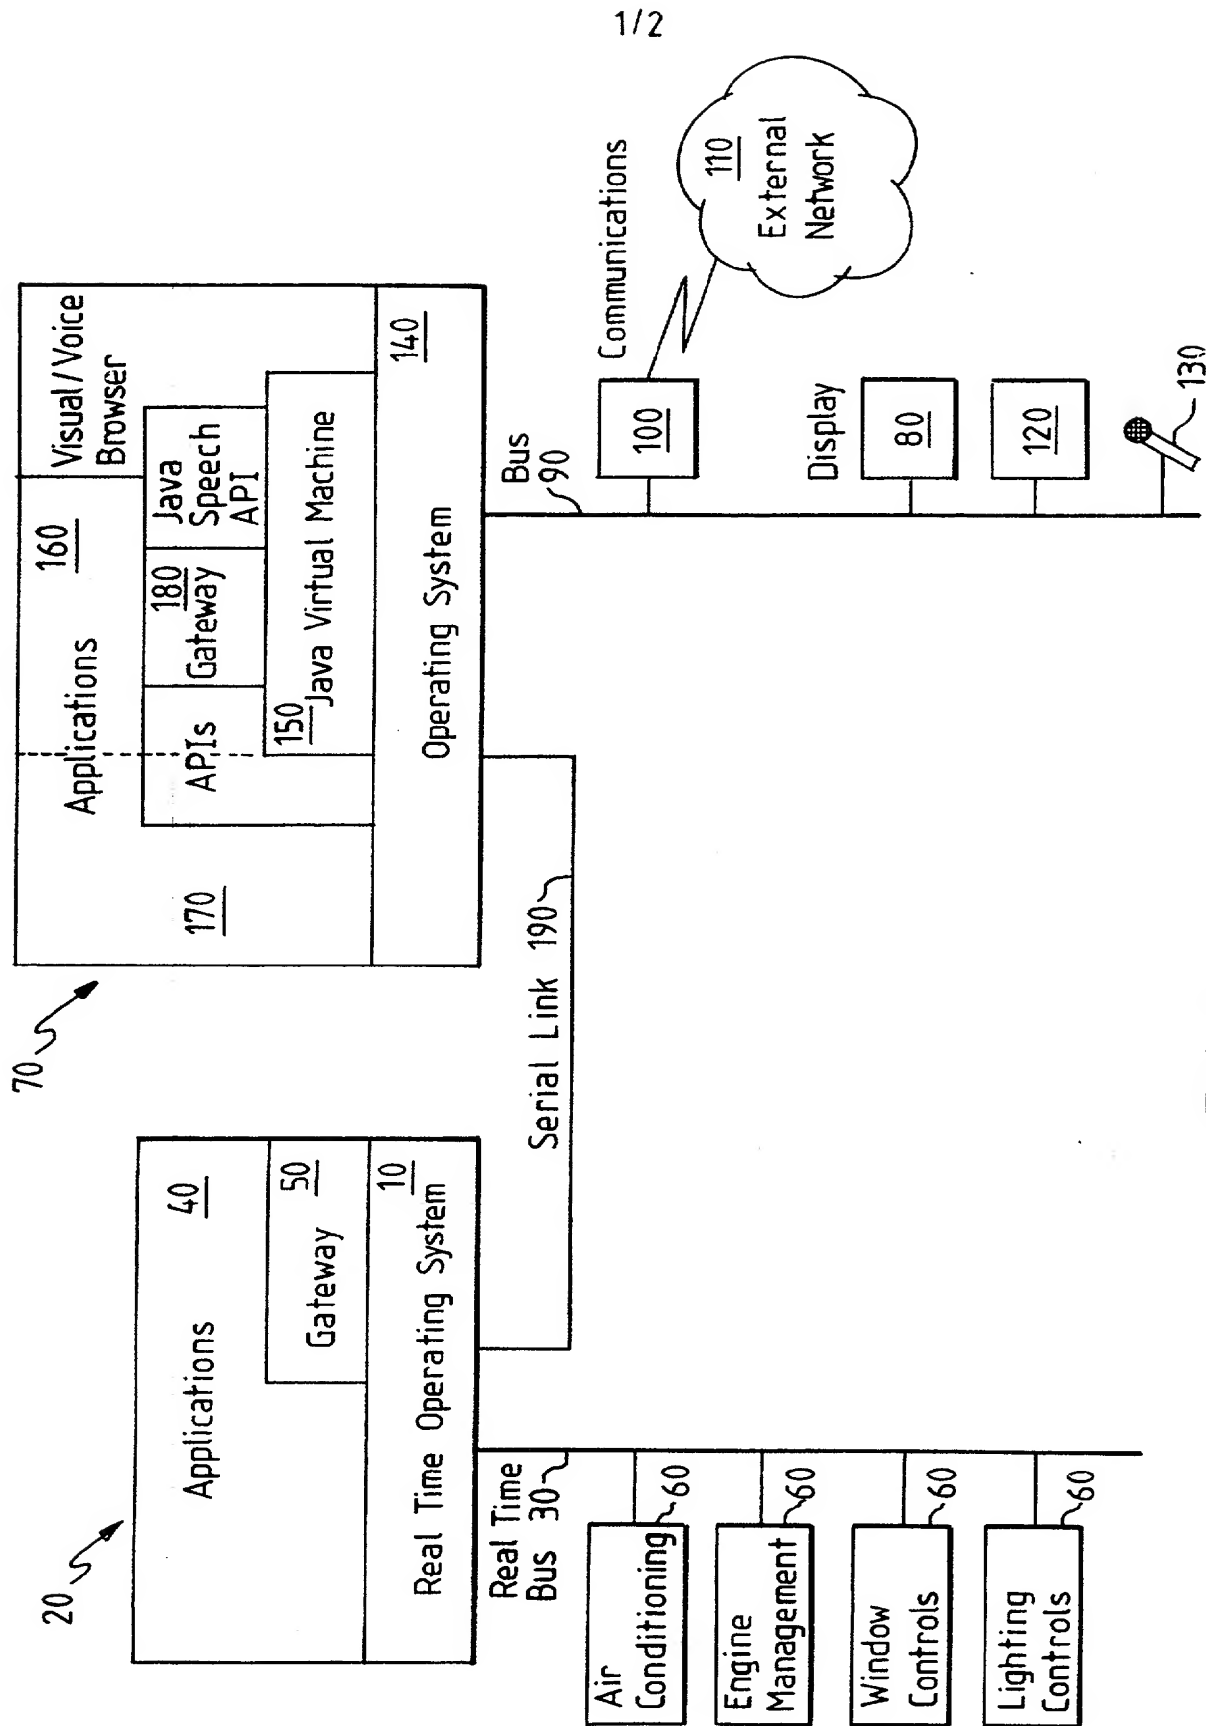 1/2
20
Applications
40
Gateway
50
Real Time Operating System
10
Real Time
Bus 30
Air
Conditioning
60
Engine
Management
60
Window
Controls
60
Lighting
Controls
60
Serial Link 190
70
170
Applications
160
Visual/Voice
Browser
APIs
180
Gateway
Java
Speech
API
150
Java Virtual Machine
Operating System
140
Bus
90
Communications
100
110
External
Network
Display
80
120
130